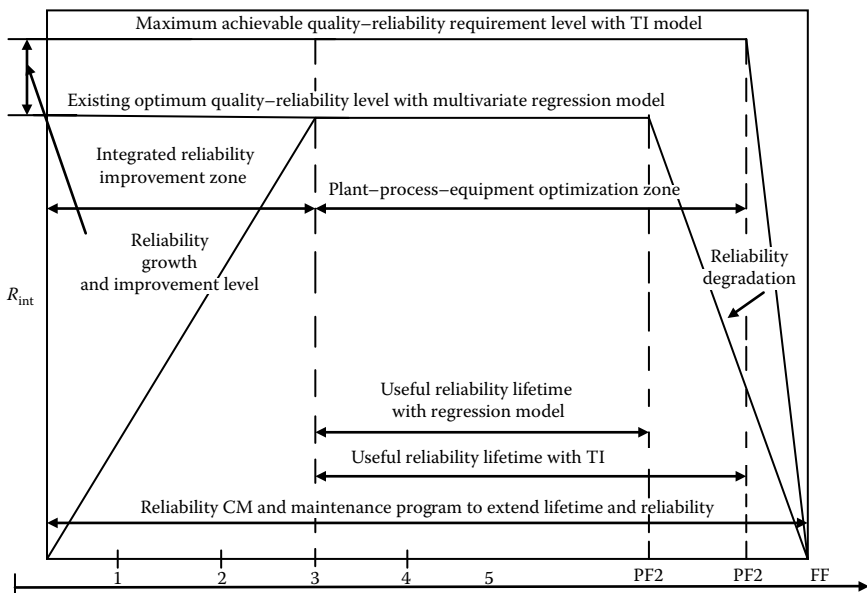 Maximum achievable quality–reliability requirement level with TI model
Existing optimum quality–reliability level with multivariate regression model
Integrated reliability
improvement zone
Plant–process–equipment optimization zone
Reliability
growth
and improvement level
Reliability
degradation
R_int
Useful reliability lifetime
with regression model
Useful reliability lifetime with TI
Reliability CM and maintenance program to extend lifetime and reliability
1 2 3 4 5 PF2 PF2 FF